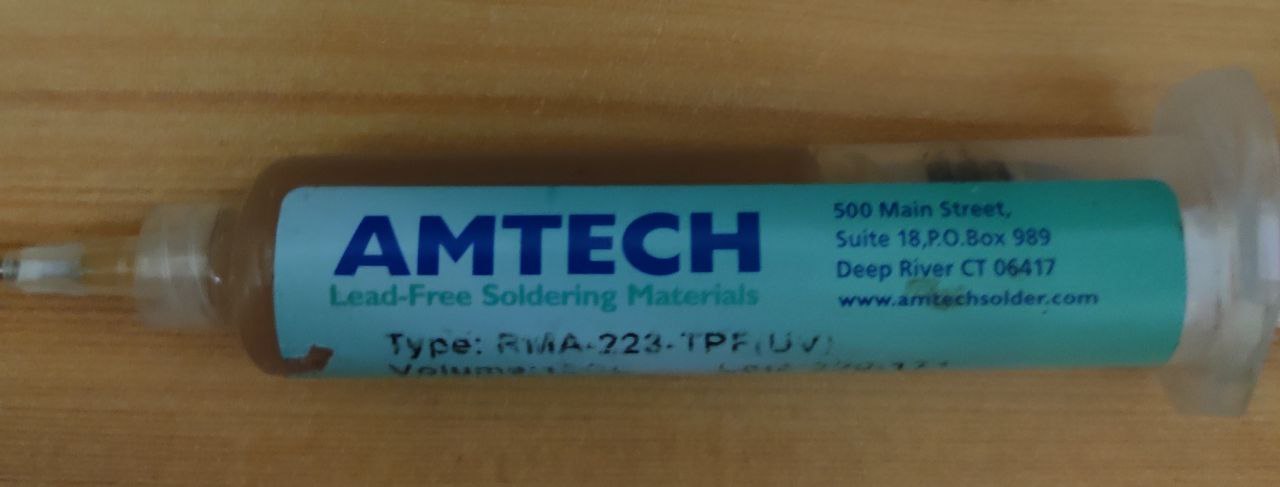 AMTECH
Lead-Free Soldering Materials
500 Main Street,
Suite 18,P.O.Box 989
Deep River CT 06417
www.amtechsolder.com
Type: RMA-223-TPF(UV)
Volume: